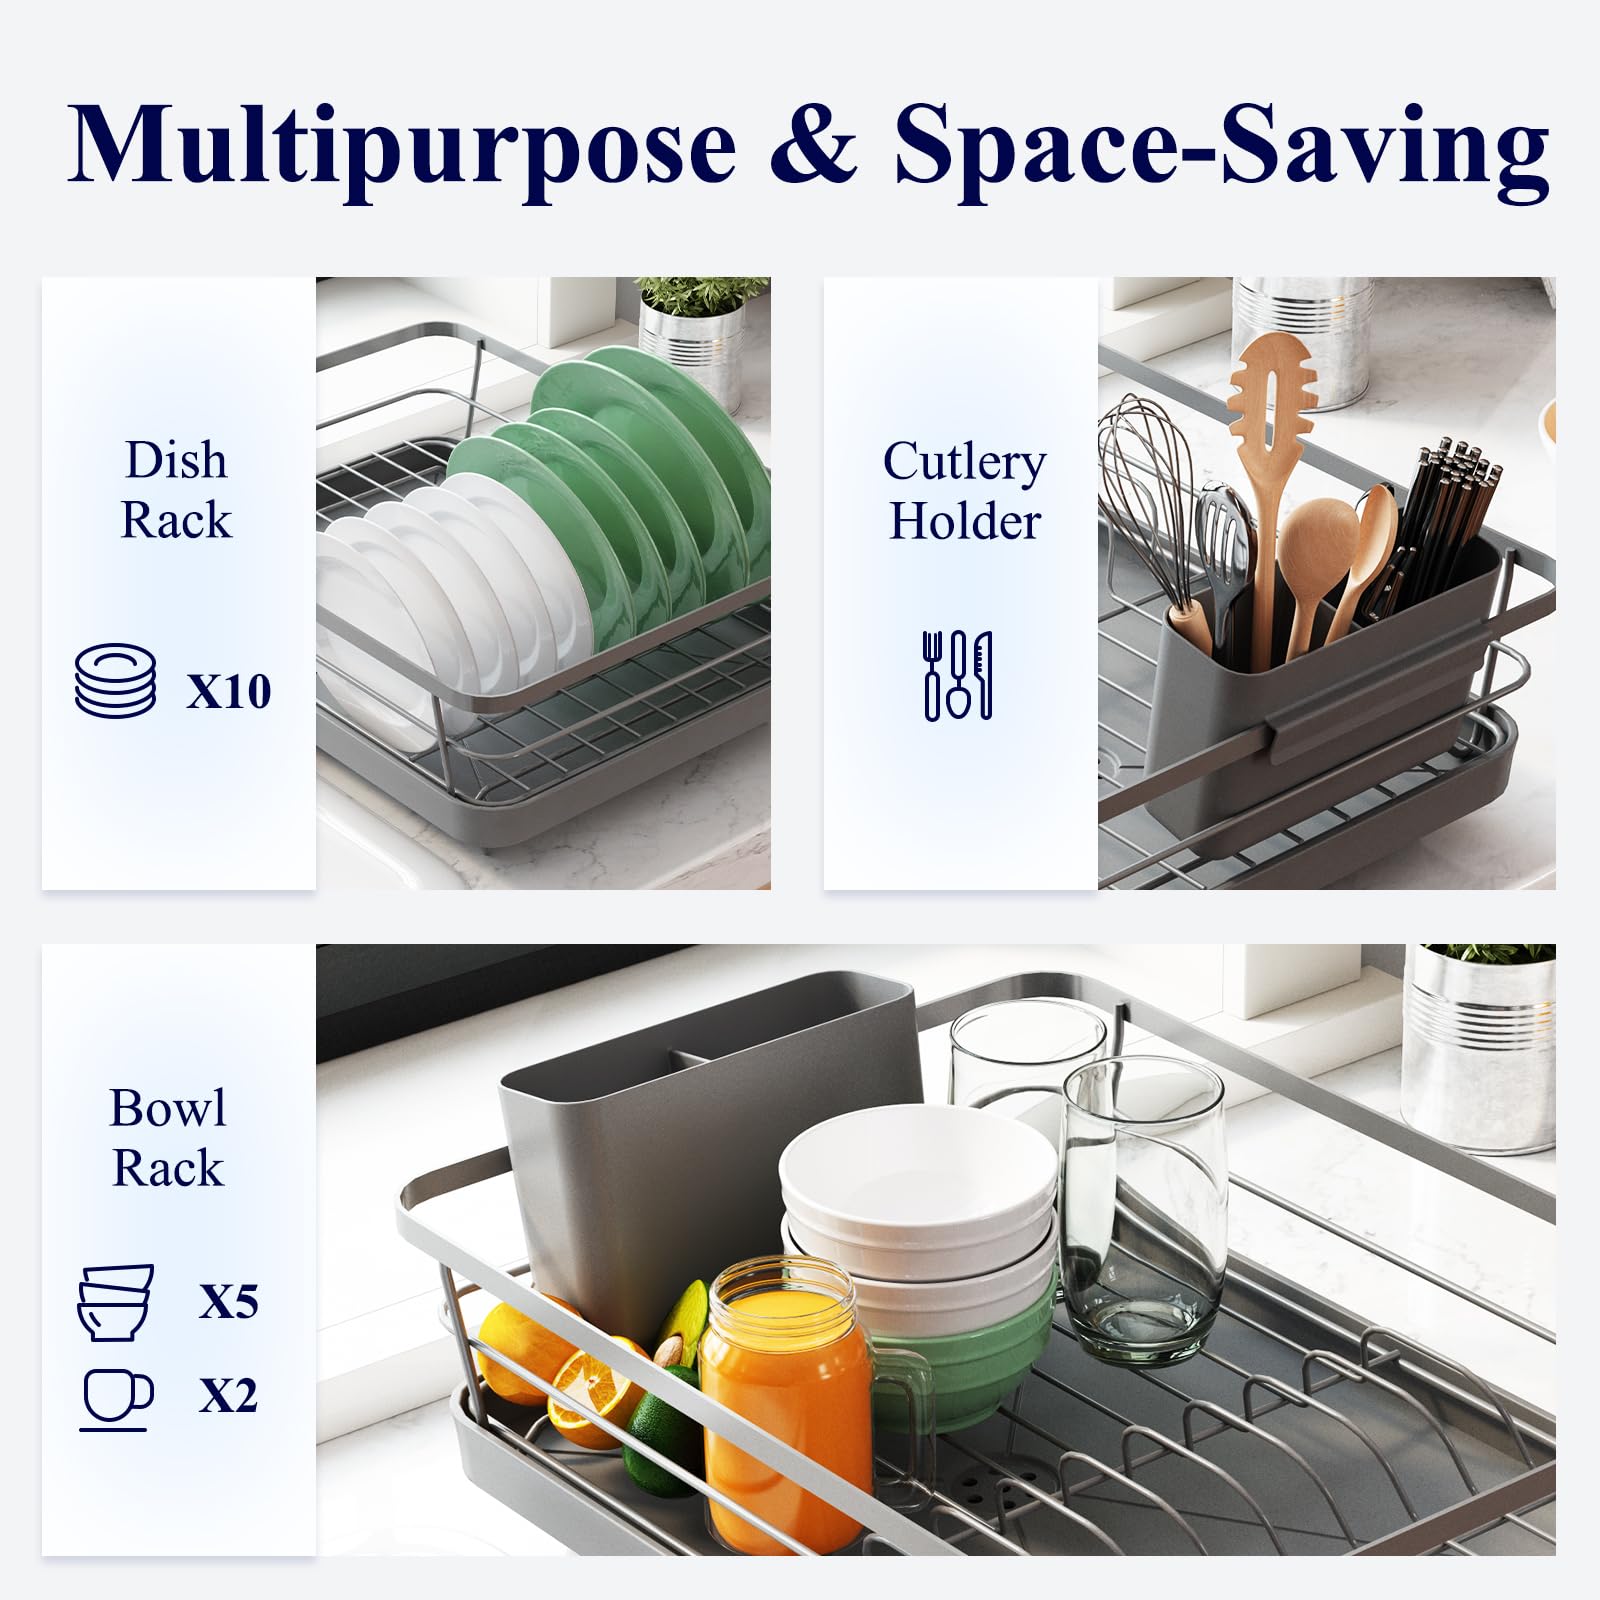 Multipurpose & Space-Saving
Dish
Rack
X10
Cutlery
Holder
Bowl
Rack
X5
X2